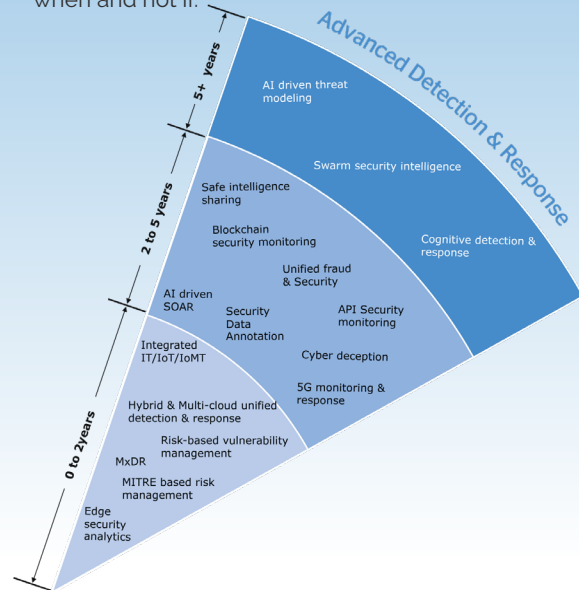 when and not if.
Advanced Detection & Response
5+ years
AI driven threat
modeling
Swarm security intelligence
Cognitive detection &
response
2 to 5 years
Safe intelligence
sharing
Blockchain
security monitoring
Unified fraud
& Security
AI driven
SOAR
Security
Data
Annotation
API Security
monitoring
Cyber deception
5G monitoring &
response
0 to 2years
Integrated
IT/IoT/IoMT
Hybrid & Multi-cloud unified
detection & response
Risk-based vulnerability
management
MxDR
MITRE based risk
management
Edge
security
analytics